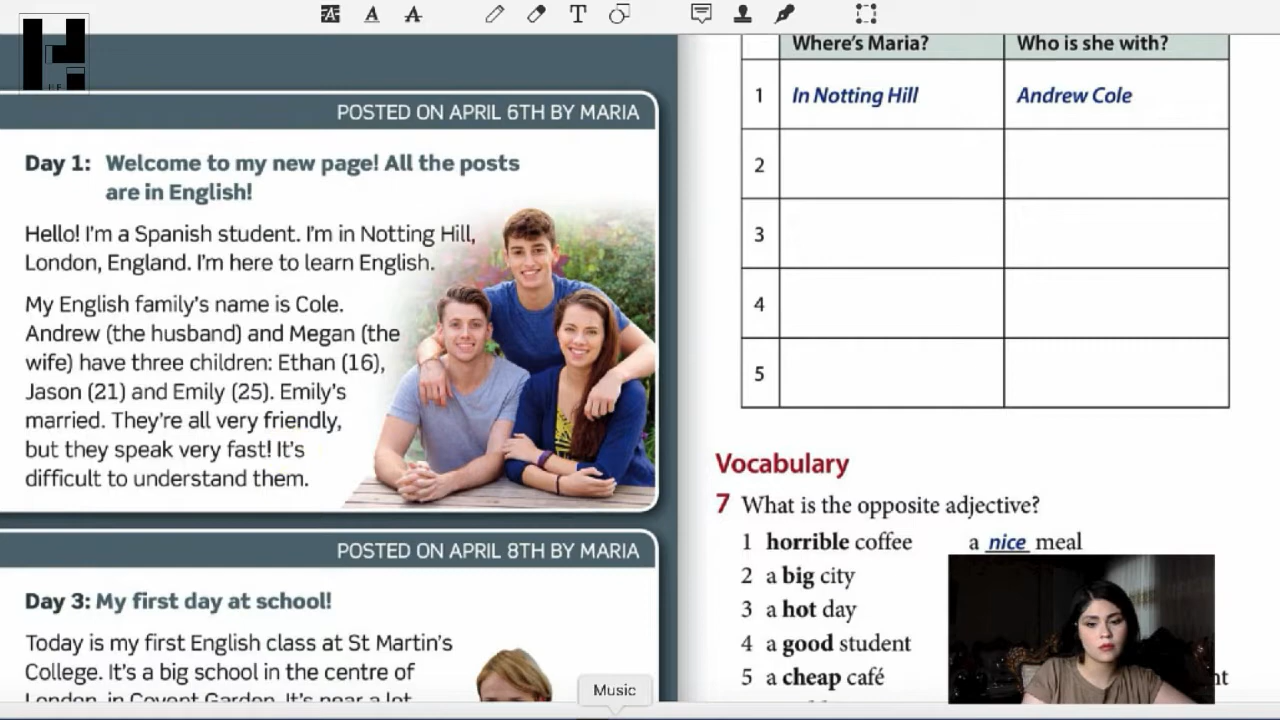 POSTED ON APRIL 6TH BY MARIA
Day 1: Welcome to my new page! All the posts
are in English!
Hello! I'm a Spanish student. I'm in Notting Hill,
London, England. I'm here to learn English.
My English family's name is Cole.
Andrew (the husband) and Megan (the
wife) have three children: Ethan (16),
Jason (21) and Emily (25). Emily's
married. They're all very friendly,
but they speak very fast! It's
difficult to understand them.
POSTED ON APRIL 8TH BY MARIA
Day 3: My first day at school!
Today is my first English class at St Martin's
College. It's a big school in the centre of
London, in Covent Garden. It's near a lot
Music
Where's Maria? Who is she with?
1 In Notting Hill Andrew Cole
2
3
4
5
Vocabulary
7 What is the opposite adjective?
1 horrible coffee a nice meal
2 a big city
3 a hot day
4 a good student
5 a cheap café